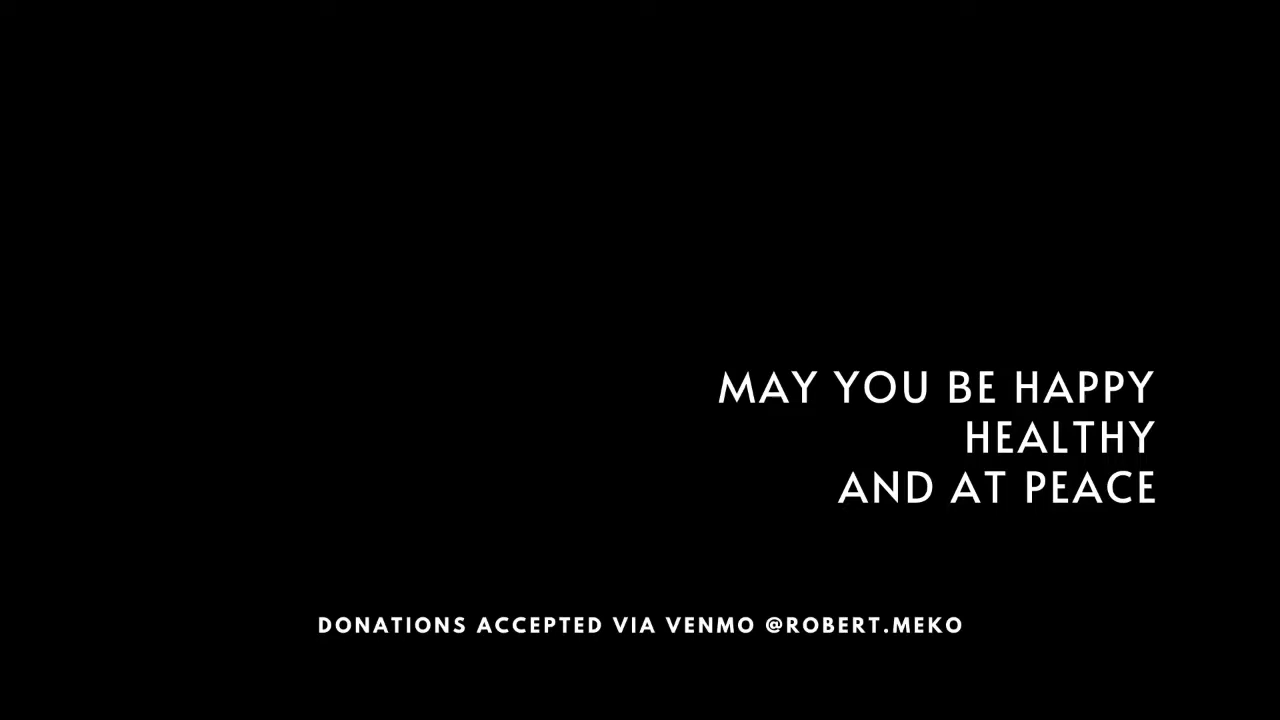 MAY YOU BE HAPPY
HEALTHY
AND AT PEACE
DONATIONS ACCEPTED VIA VENMO @ROBERT.MEKO